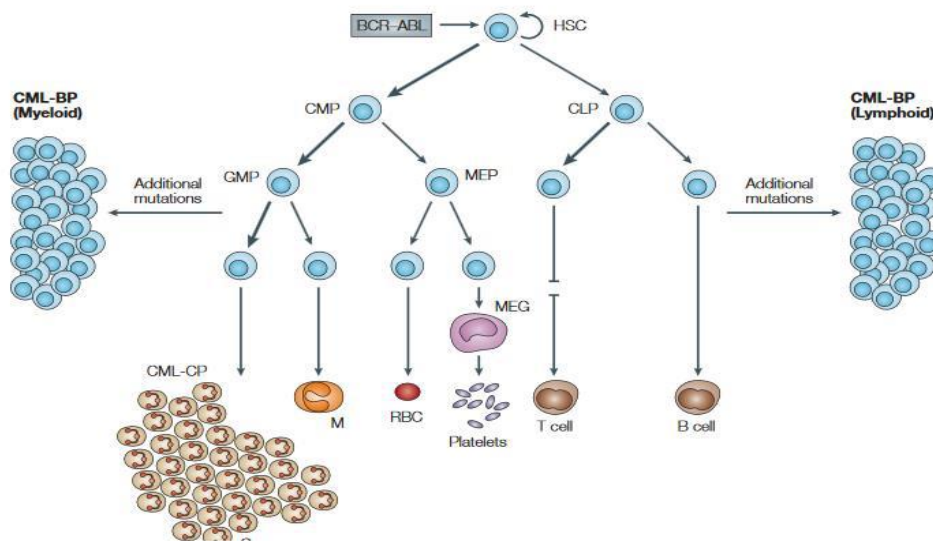 BCR–ABL
HSC
CML-BP
(Myeloid)
CMP
CLP
CML-BP
(Lymphoid)
GMP
MEP
Additional
mutations
Additional
mutations
MEG
CML-CP
M
RBC
Platelets
T cell
B cell